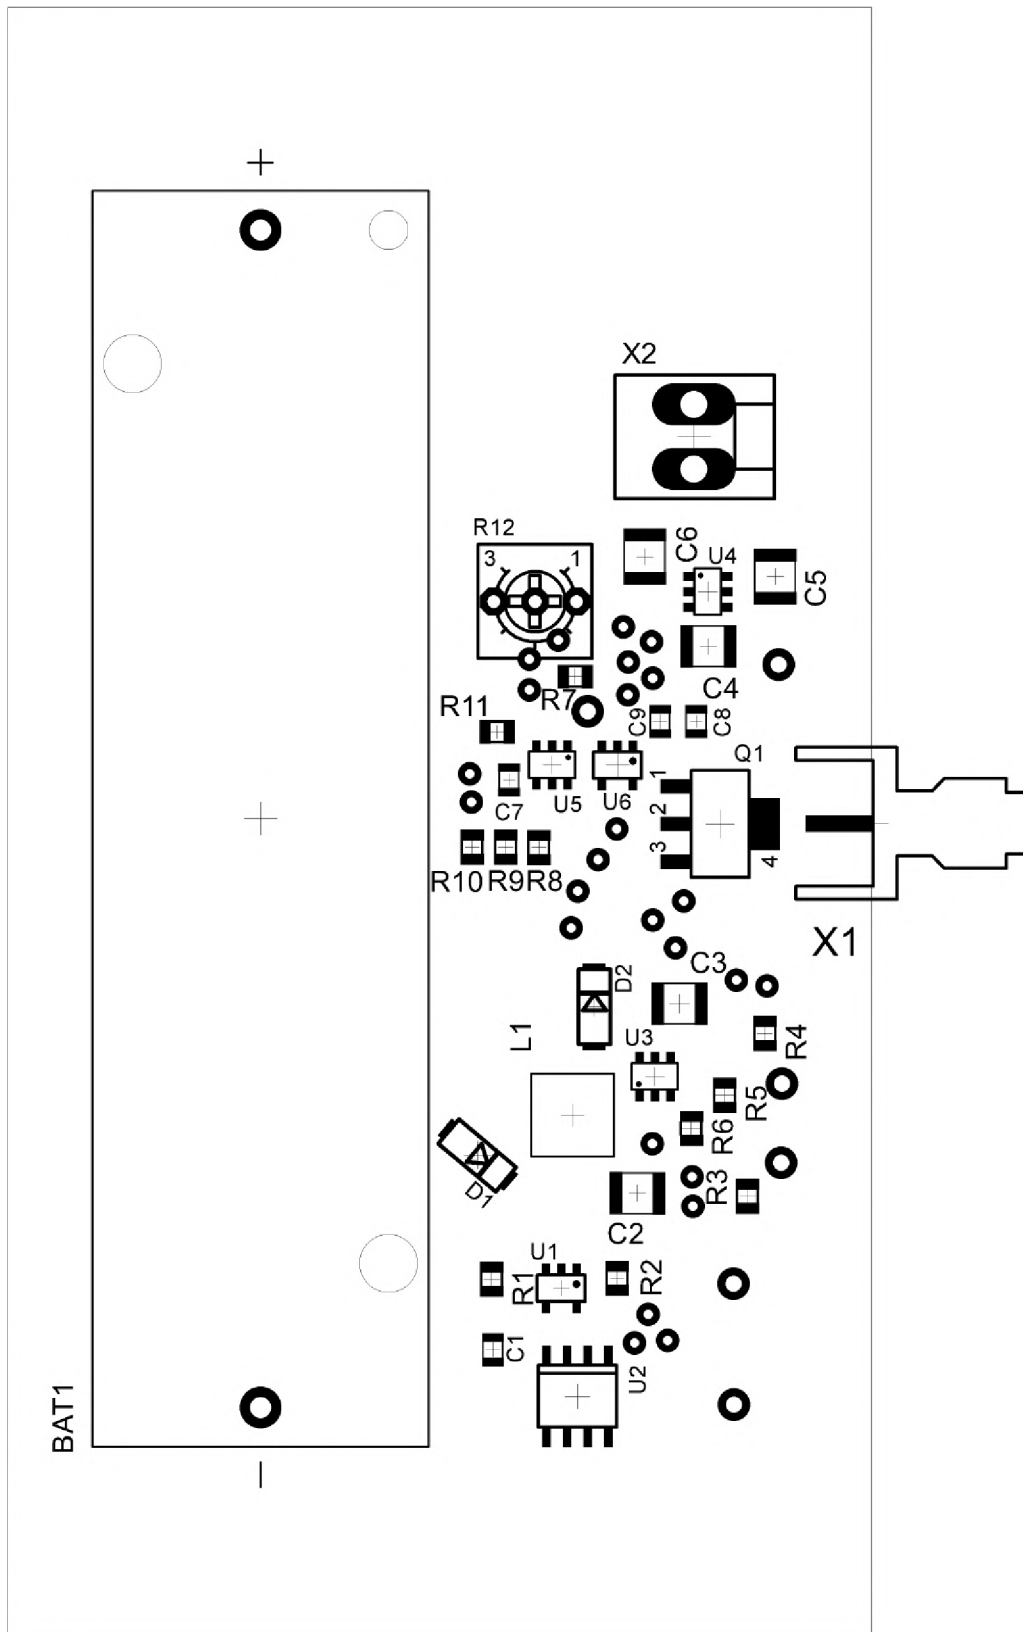 +
X2
R12
3 1
C6
U4
C5
R7
C4
R11
C9
C8
Q1
1
U5
U6
C7
2
3
4
R10 R9 R8
X1
C3
D2
L1
U3
R4
R5
R6
D1
R3
C2
U1
R1
R2
C1
U2
BAT1
–